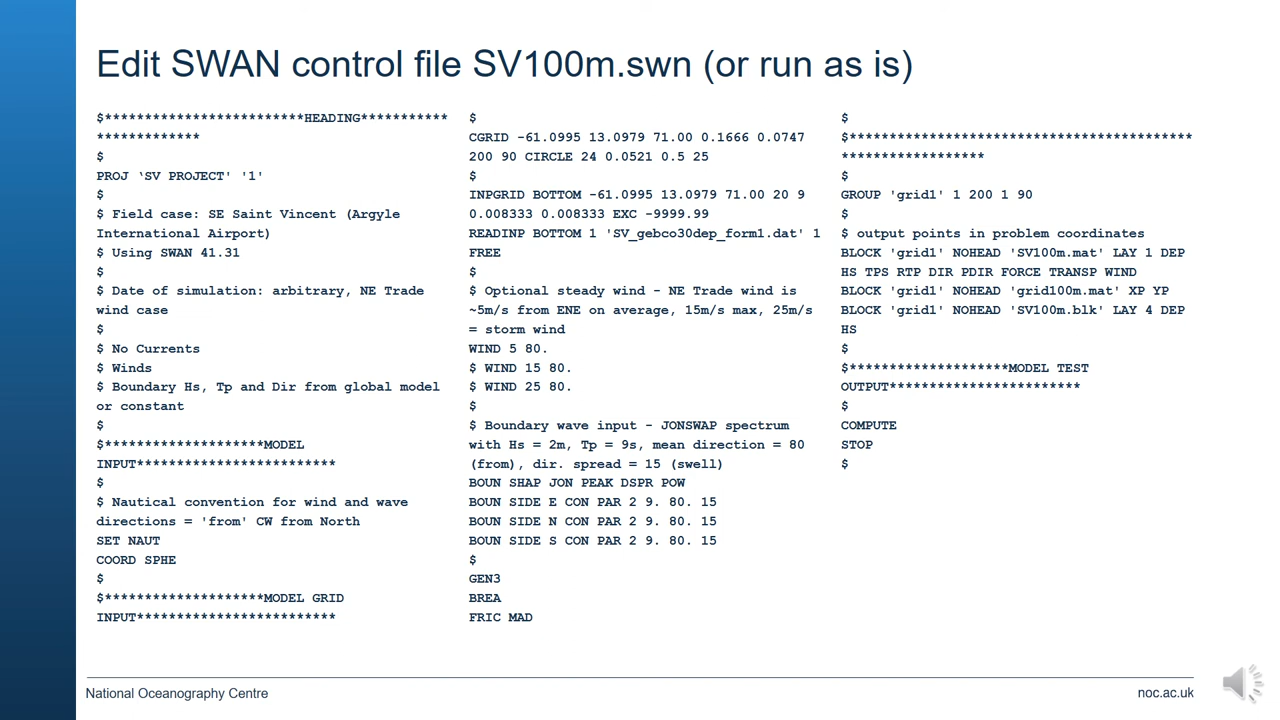 Edit SWAN control file SV100m.swn (or run as is)
$*************************HEADING***********
*************
$
PROJ ‘SV PROJECT' '1'
$
$ Field case: SE Saint Vincent (Argyle
International Airport)
$ Using SWAN 41.31
$
$ Date of simulation: arbitrary, NE Trade
wind case
$
$ No Currents
$ Winds
$ Boundary Hs, Tp and Dir from global model
or constant
$
$********************MODEL
INPUT*************************
$
$ Nautical convention for wind and wave
directions = 'from' CW from North
SET NAUT
COORD SPHE
$
$********************MODEL GRID
INPUT*************************
$
CGRID -61.0995 13.0979 71.00 0.1666 0.0747
200 90 CIRCLE 24 0.0521 0.5 25
$
INPGRID BOTTOM -61.0995 13.0979 71.00 20 9
0.008333 0.008333 EXC -9999.99
READINP BOTTOM 1 'SV_gebco30dep_form1.dat' 1
FREE
$
$ Optional steady wind - NE Trade wind is
~5m/s from ENE on average, 15m/s max, 25m/s
= storm wind
WIND 5 80.
$ WIND 15 80.
$ WIND 25 80.
$
$ Boundary wave input - JONSWAP spectrum
with Hs = 2m, Tp = 9s, mean direction = 80
(from), dir. spread = 15 (swell)
BOUN SHAP JON PEAK DSPR POW
BOUN SIDE E CON PAR 2 9. 80. 15
BOUN SIDE N CON PAR 2 9. 80. 15
BOUN SIDE S CON PAR 2 9. 80. 15
$
GEN3
BREA
FRIC MAD
$
$*******************************************
******************
$
GROUP 'grid1' 1 200 1 90
$
$ output points in problem coordinates
BLOCK 'grid1' NOHEAD 'SV100m.mat' LAY 1 DEP
HS TPS RTP DIR PDIR FORCE TRANSP WIND
BLOCK 'grid1' NOHEAD 'grid100m.mat' XP YP
BLOCK 'grid1' NOHEAD 'SV100m.blk' LAY 4 DEP
HS
$
$********************MODEL TEST
OUTPUT************************
$
COMPUTE
STOP
$
National Oceanography Centre
noc.ac.uk